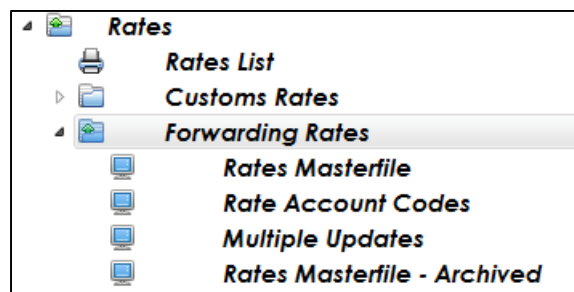 Rates
Rates List
Customs Rates
Forwarding Rates
Rates Masterfile
Rate Account Codes
Multiple Updates
Rates Masterfile - Archived